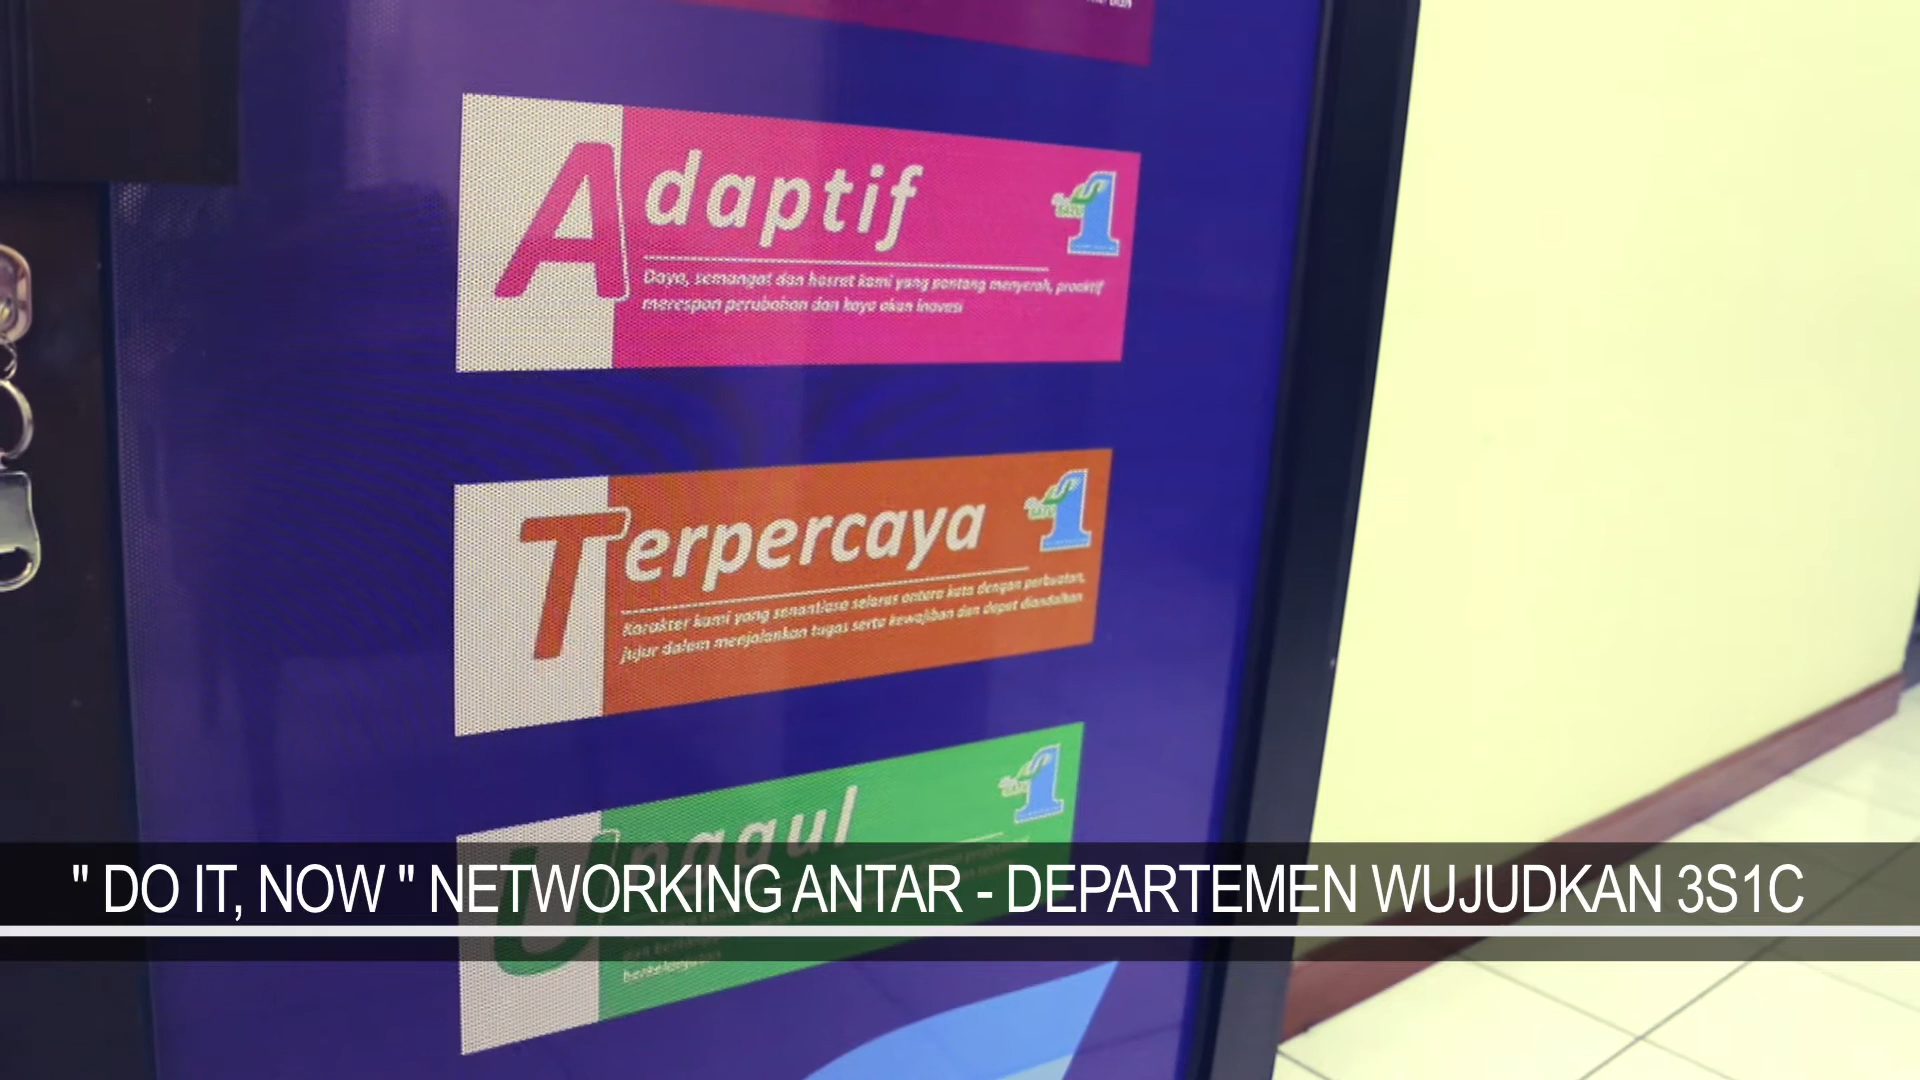 Adaptif
Daya, semangat dan hasrat kami yang pantang menyerah, proaktif
merespon perubahan dan kaya akan inovasi
Terpercaya
Karakter kami yang senantiasa selaras antara kata dengan perbuatan,
jujur dalam menjalankan tugas serta kewajiban dan dapat diandalkan
Unggul
" DO IT, NOW " NETWORKING ANTAR - DEPARTEMEN WUJUDKAN 3S1C
berkelanjutan